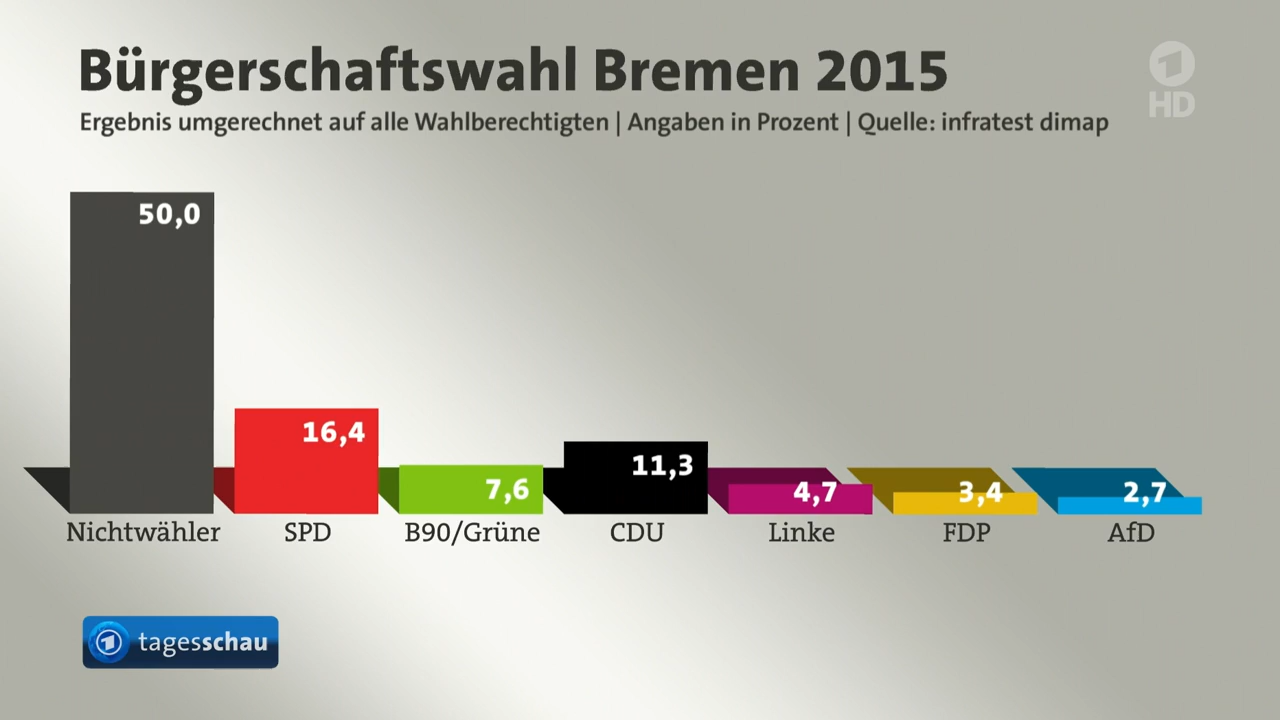 Bürgerschaftswahl Bremen 2015
Ergebnis umgerechnet auf alle Wahlberechtigten | Angaben in Prozent | Quelle: infratest dimap
1
HD
50,0
16,4
7,6
11,3
4,7
3,4
2,7
Nichtwähler SPD B90/Grüne CDU Linke FDP AfD
1 tagesschau